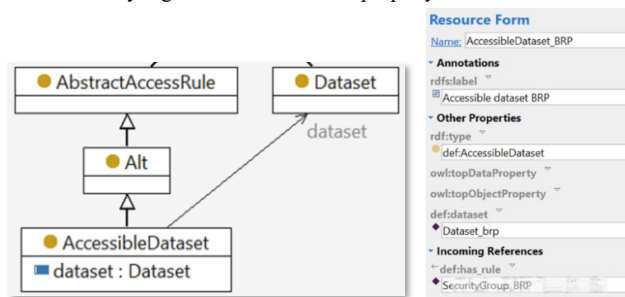 AbstractAccessRule
Dataset
dataset
Alt
AccessibleDataset
dataset : Dataset
Resource Form
Name: AccessibleDataset_BRP
Annotations
rdfs:label
Accessible dataset BRP
Other Properties
rdf:type
def:AccessibleDataset
owl:topDataProperty
owl:topObjectProperty
def:dataset
Dataset_brp
Incoming References
def:has_rule
SecurityGroup_BRP